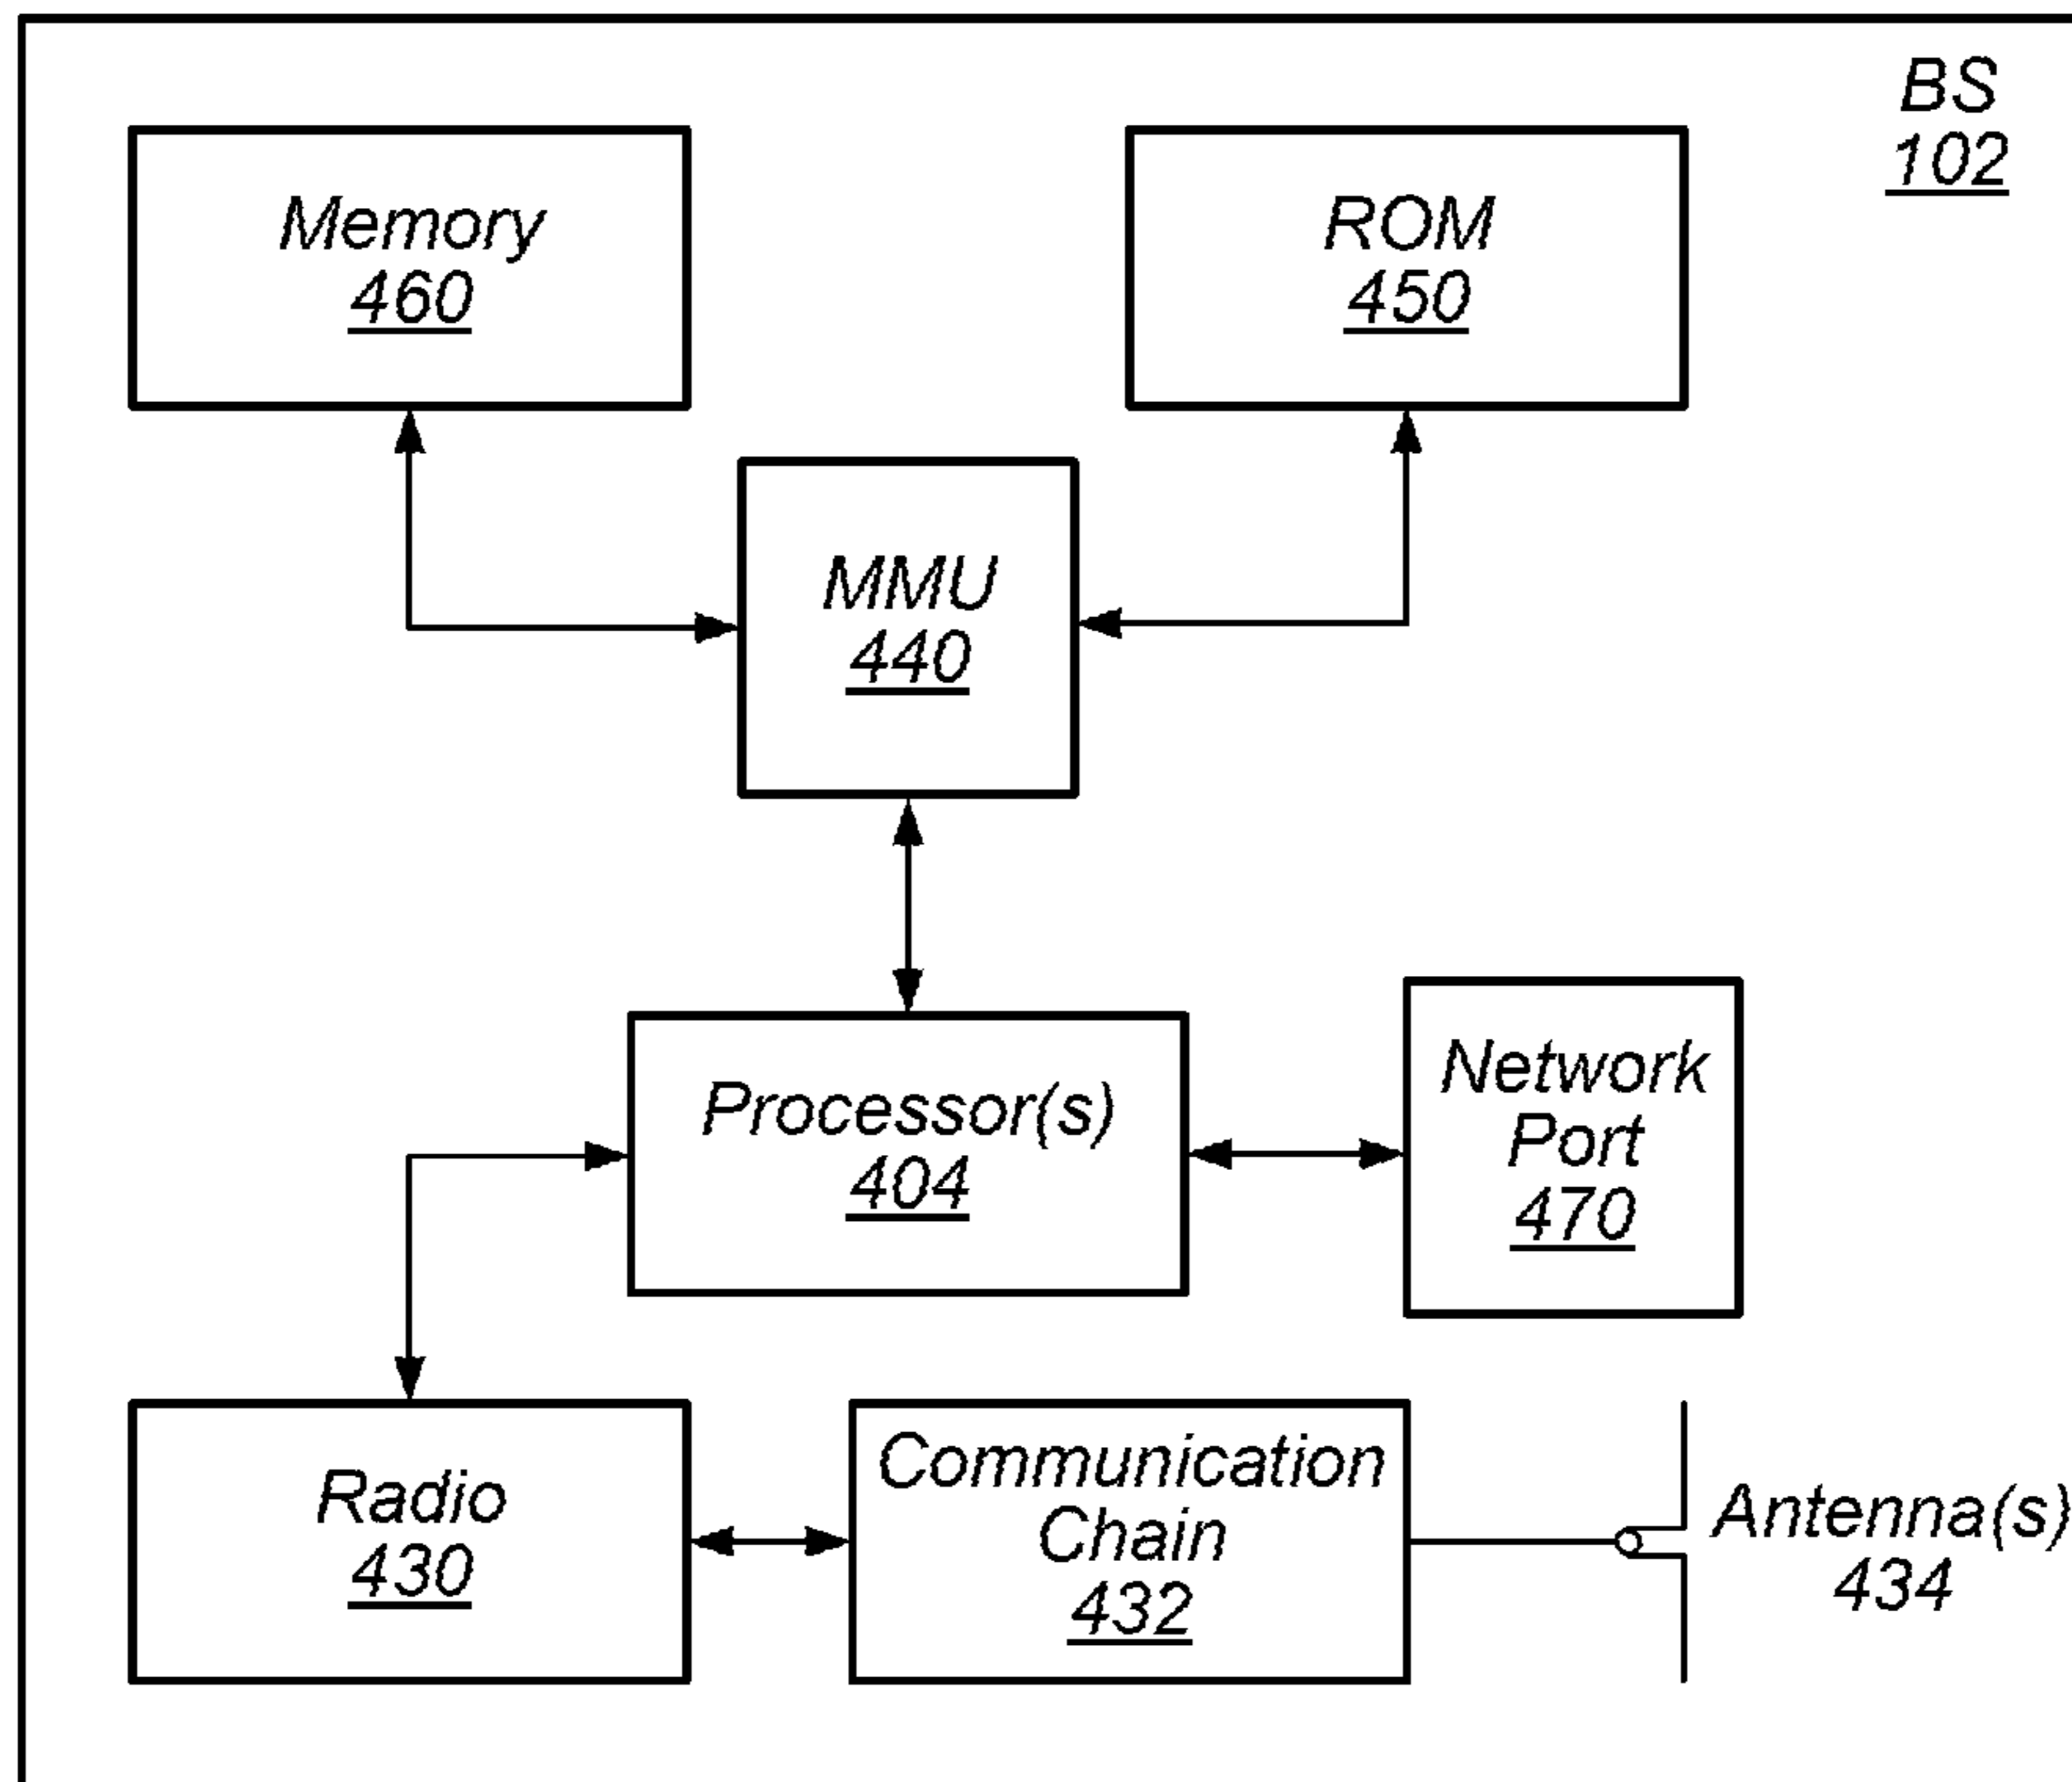 BS
102
Memory
460
ROM
450
MMU
440
Processor(s)
404
Network
Port
470
Radio
430
Communication
Chain
432
Antenna(s)
434